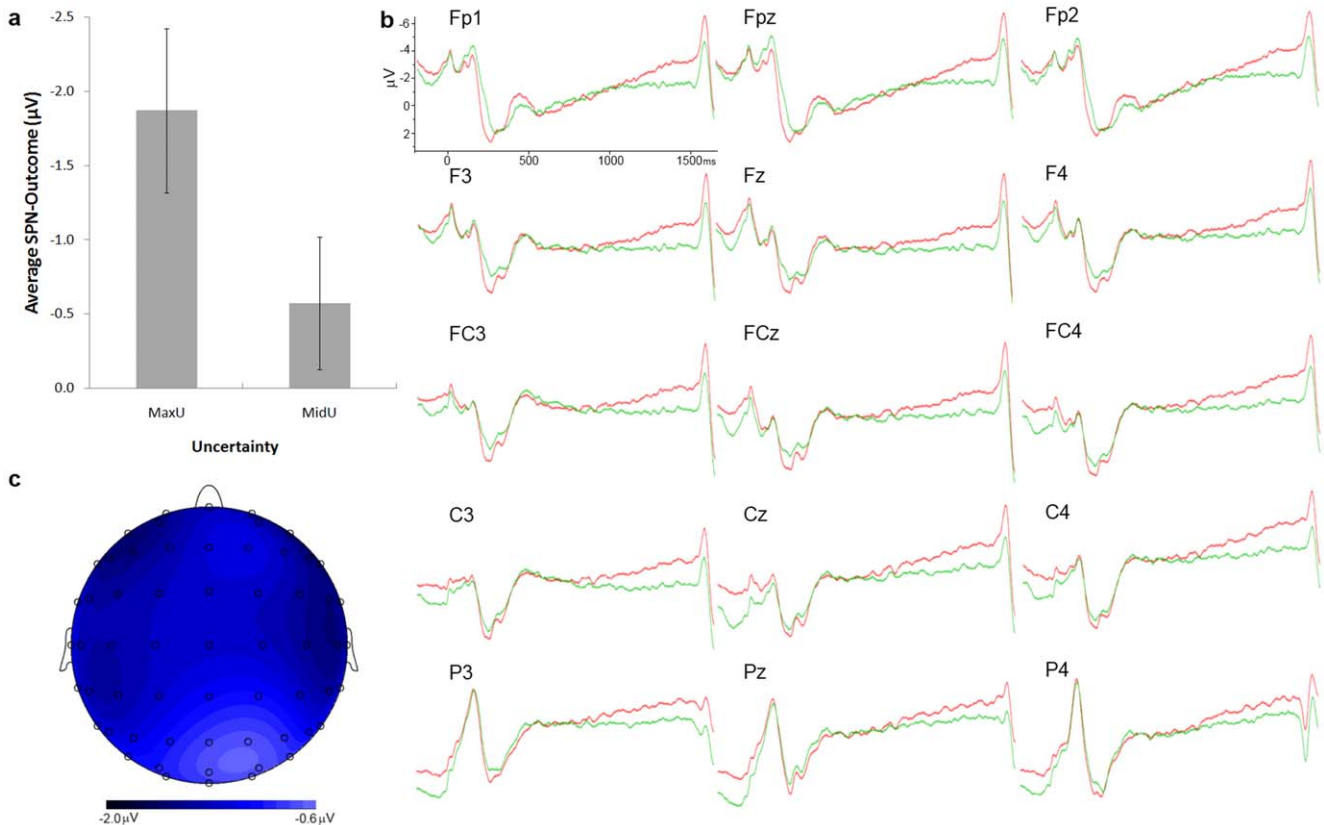 a
-2.5
-2.0
-1.5
-1.0
-0.5
0.0
Average SPN-Outcome (µV)
MaxU MidU
Uncertainty
b
Fp1 Fpz Fp2
-6
-4
-2
0
2
µV
0 500 1000 1500ms
F3 Fz F4
FC3 FCz FC4
C3 Cz C4
P3 Pz P4
c
-2.0µV -0.6µV